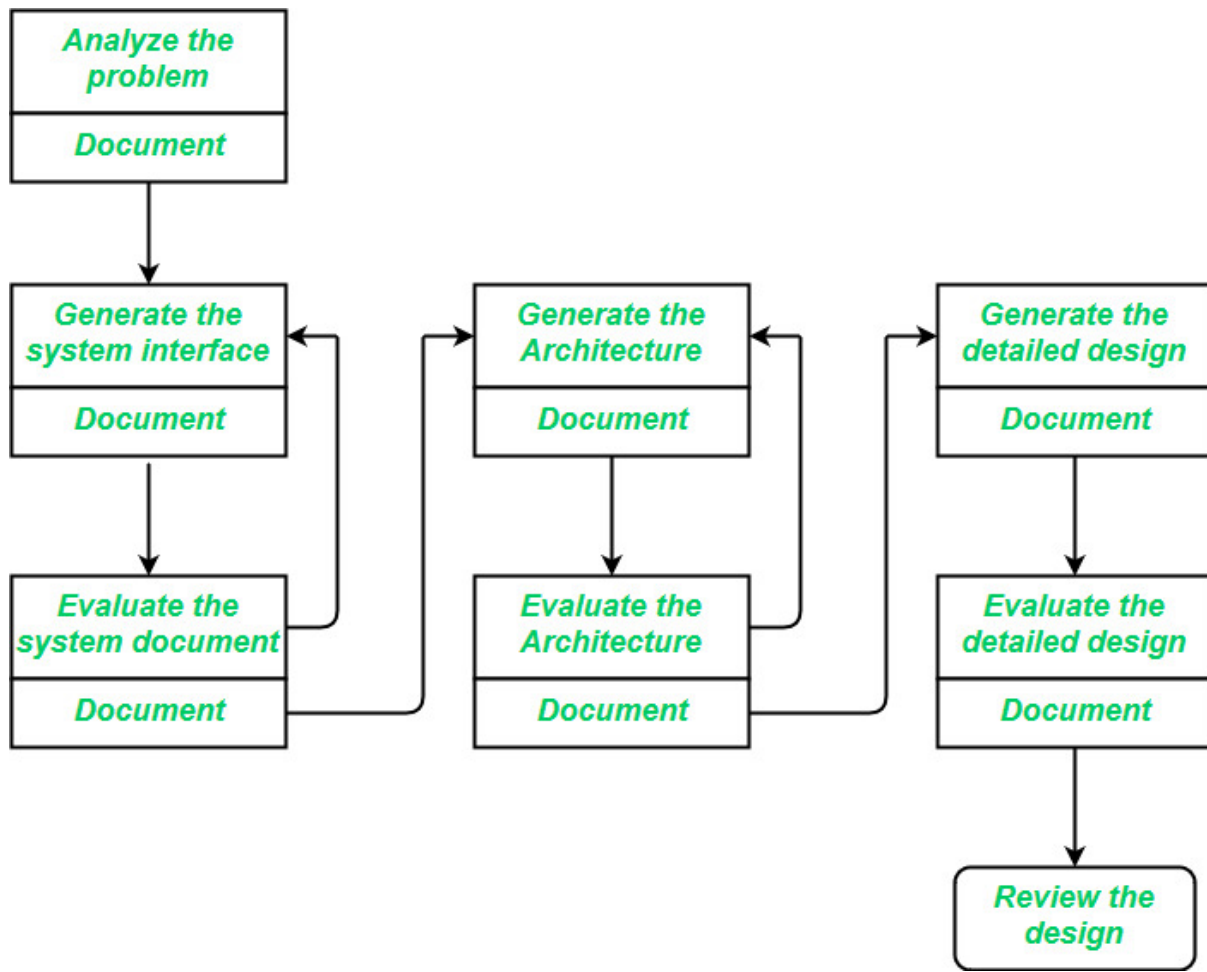 Analyze the
problem
Document
Generate the
system interface
Document
Evaluate the
system document
Document
Generate the
Architecture
Document
Evaluate the
Architecture
Document
Generate the
detailed design
Document
Evaluate the
detailed design
Document
Review the
design